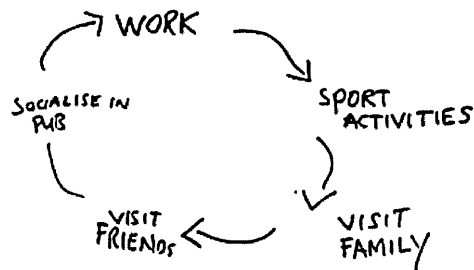 WORK
SPORT
ACTIVITIES
VISIT
FAMILY
VISIT
FRIENDS
SOCIALISE IN
PUB